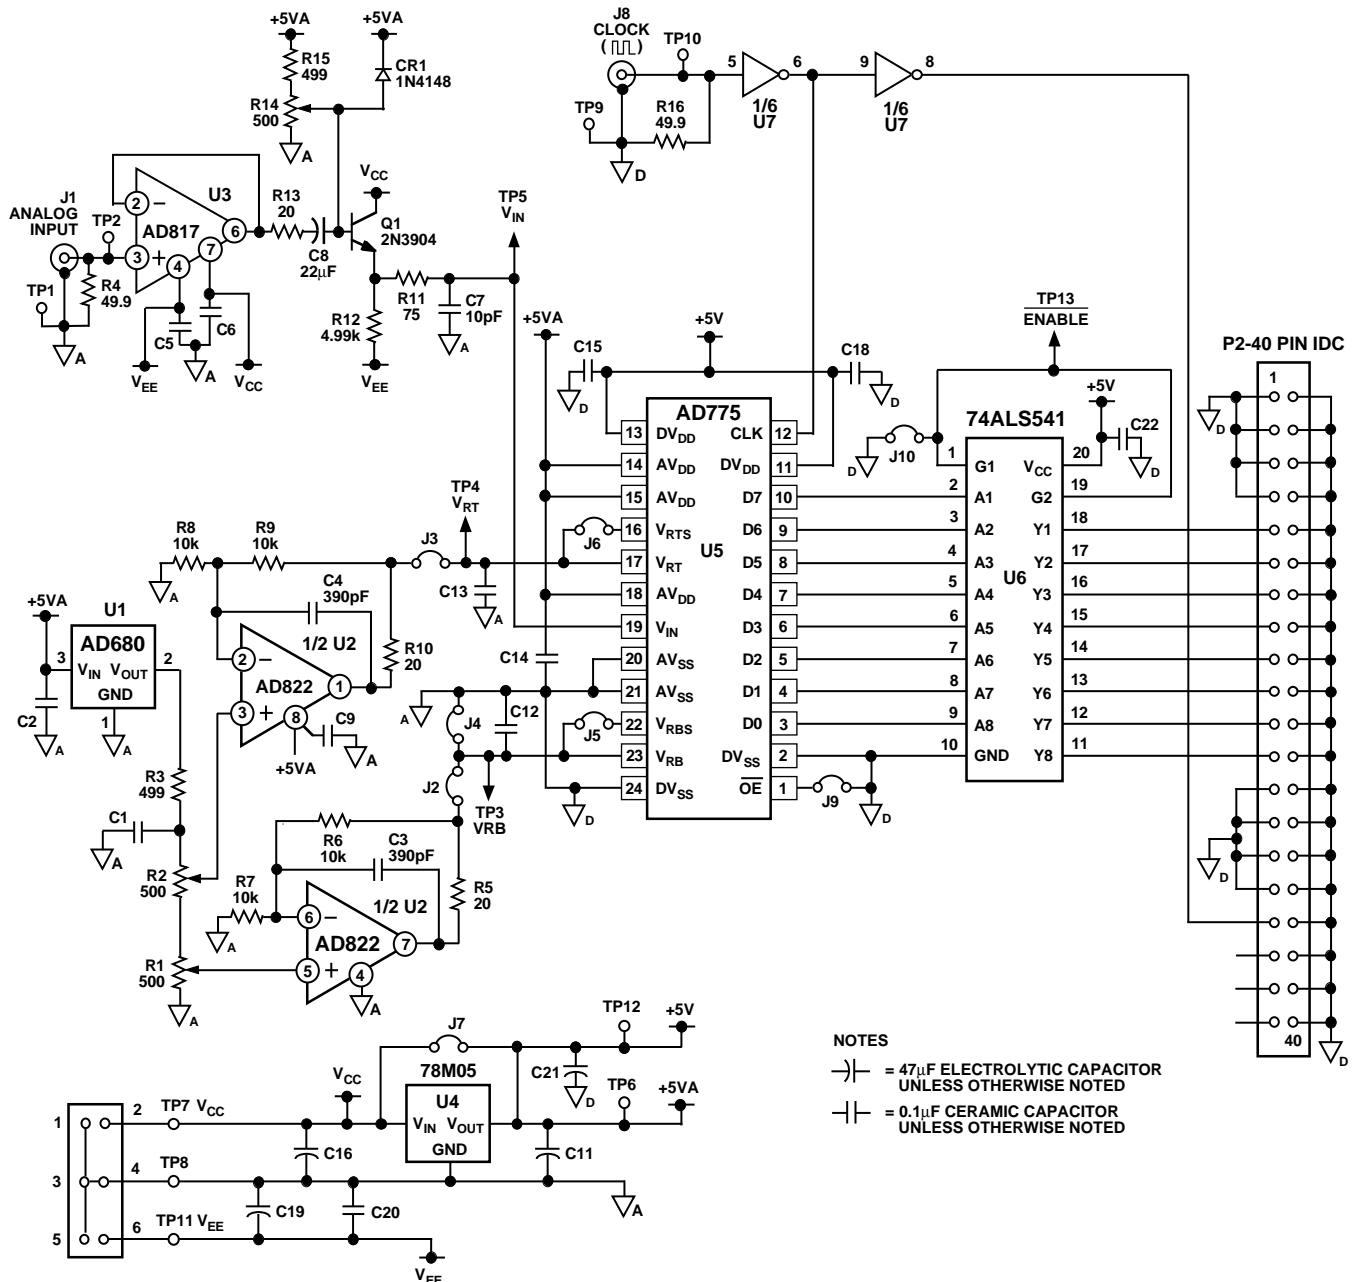 +5VA
+5VA
R15
499
CR1
1N4148
R14
500
A
J8
CLOCK
TP10
5
6
9
8
1/6
U7
1/6
U7
TP9
R16
49.9
D
J1
ANALOG
INPUT
TP2
2
−
U3
AD817
3
+
4
6
7
R13
20
C8
22µF
VCC
Q1
2N3904
TP5
VIN
TP1
R4
49.9
A
C5
C6
A
VEE
VCC
R12
4.99k
VEE
R11
75
C7
10pF
A
+5VA
+5V
C15
D
C18
D
TP13
ENABLE
P2-40 PIN IDC
1
40
D
D
D
AD775
U5
13 DVDD
14 AVDD
15 AVDD
16 VRTS
17 VRT
18 AVDD
19 VIN
20 AVSS
21 AVSS
22 VRBS
23 VRB
24 DVSS
CLK 12
DVDD 11
D7 10
D6 9
D5 8
D4 7
D3 6
D2 5
D1 4
D0 3
DVSS 2
OE 1
J9
D
74ALS541
U6
+5V
C22
D
J10
D
1 G1
2 A1
3 A2
4 A3
5 A4
6 A5
7 A6
8 A7
9 A8
10 GND
VCC 20
G2 19
Y1 18
Y2 17
Y3 16
Y4 15
Y5 14
Y6 13
Y7 12
Y8 11
TP4
VRT
J3
J6
C13
A
R8
10k
R9
10k
A
C4
390pF
+5VA
U1
AD680
3
VIN VOUT
2
GND
1
A
C2
A
1/2 U2
2
−
AD822
1
3
+
8
+5VA
C9
A
R10
20
C14
A
J4
C12
J5
J2
TP3
VRB
D
R3
499
C1
A
R2
500
R1
500
A
R6
10k
C3
390pF
R7
10k
A
1/2 U2
6
−
AD822
7
5
+
4
A
R5
20
J7
78M05
U4
VIN VOUT
GND
VCC
TP12
+5V
C21
D
TP6
+5VA
1
2
TP7 VCC
3
4
TP8
5
6
TP11 VEE
C16
C11
C19
C20
A
VEE
NOTES
= 47µF ELECTROLYTIC CAPACITOR
UNLESS OTHERWISE NOTED
= 0.1µF CERAMIC CAPACITOR
UNLESS OTHERWISE NOTED